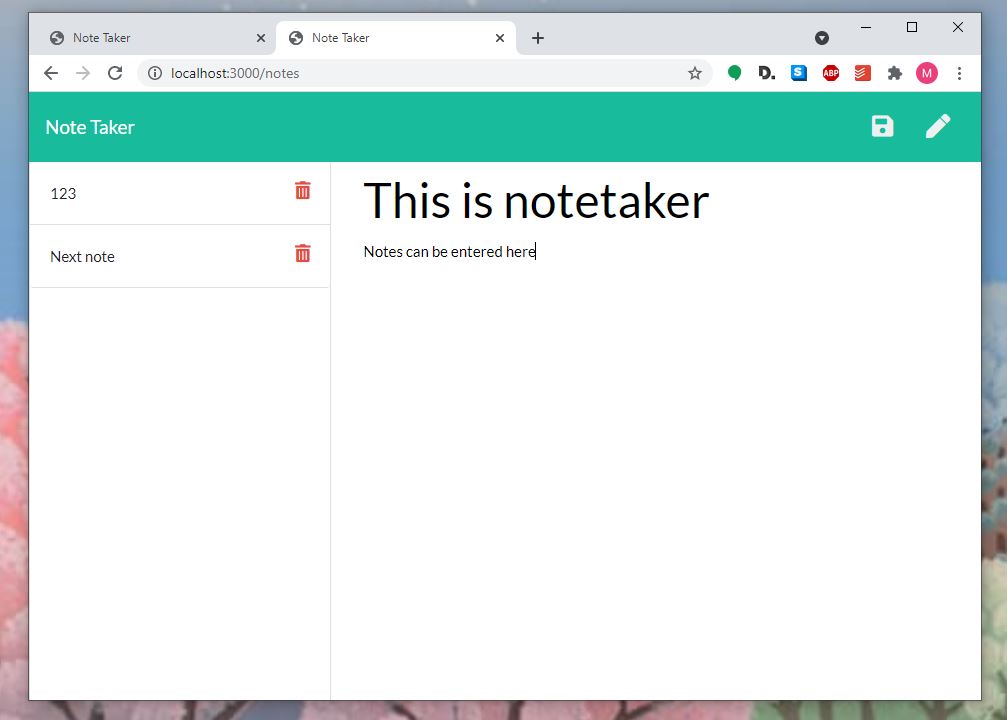 Note Taker
Note Taker
localhost:3000/notes
D.
S
ABP
M
Note Taker
123
Next note
This is notetaker
Notes can be entered here